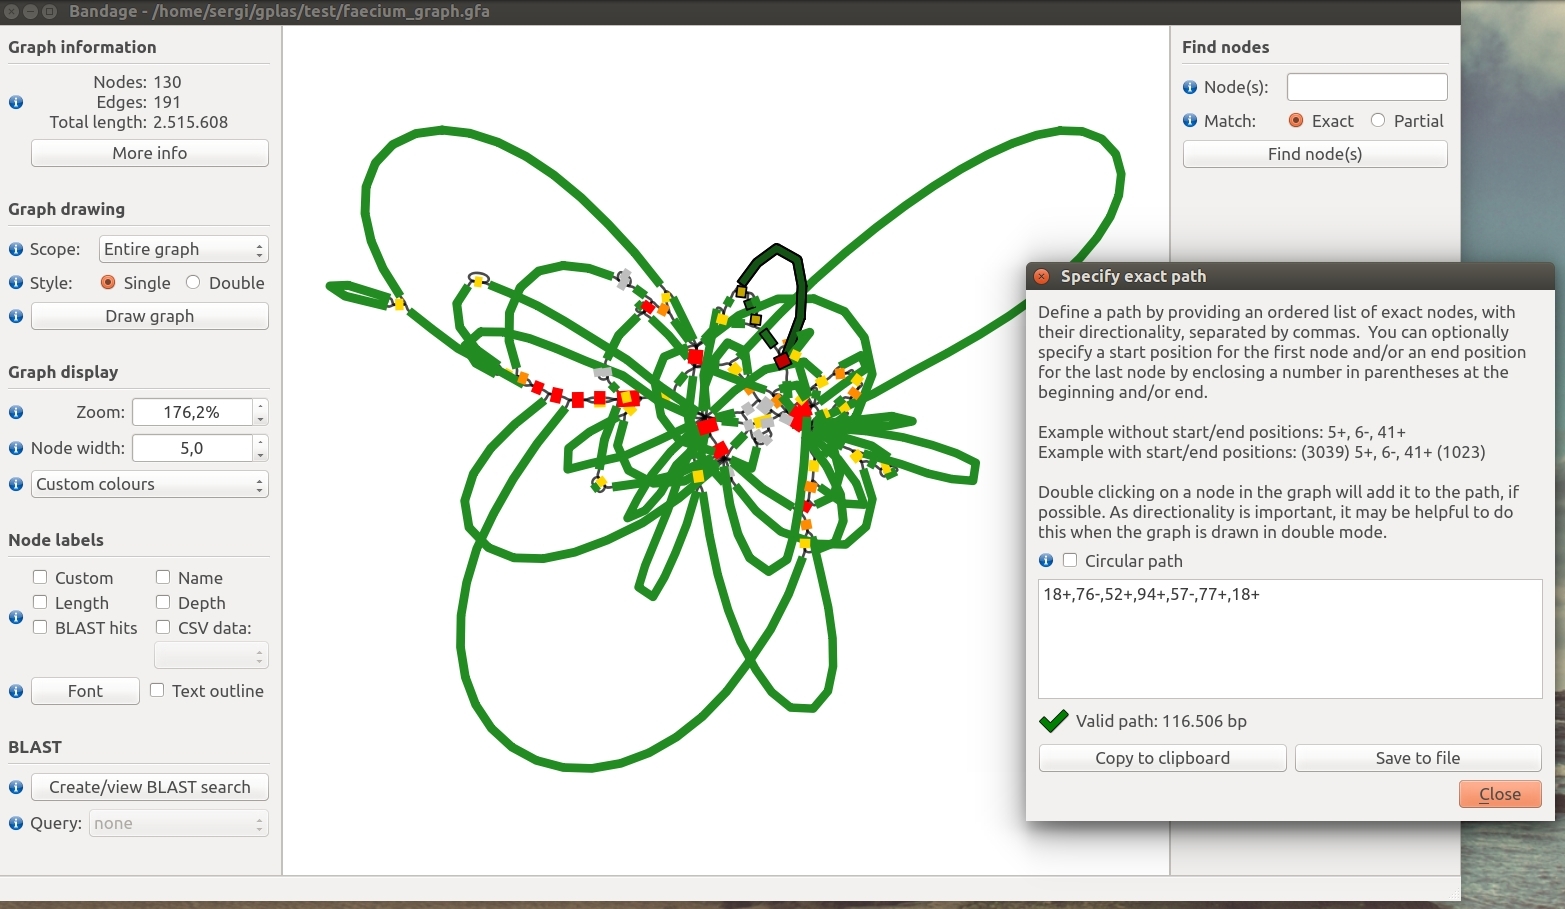 Bandage - /home/sergi/gplas/test/faecium_graph.gfa
Graph information
Nodes: 130
Edges: 191
Total length: 2.515.608
More info
Graph drawing
Scope: Entire graph
Style: Single Double
Draw graph
Graph display
Zoom: 176,2%
Node width: 5,0
Custom colours
Node labels
Custom Name
Length Depth
BLAST hits CSV data:
Font Text outline
BLAST
Create/view BLAST search
Query: none
Find nodes
Node(s):
Match: Exact Partial
Find node(s)
Specify exact path
Define a path by providing an ordered list of exact nodes, with
their directionality, separated by commas. You can optionally
specify a start position for the first node and/or an end position
for the last node by enclosing a number in parentheses at the
beginning and/or end.
Example without start/end positions: 5+, 6-, 41+
Example with start/end positions: (3039) 5+, 6-, 41+ (1023)
Double clicking on a node in the graph will add it to the path, if
possible. As directionality is important, it may be helpful to do
this when the graph is drawn in double mode.
Circular path
18+,76-,52+,94+,57-,77+,18+
Valid path: 116.506 bp
Copy to clipboard Save to file
Close